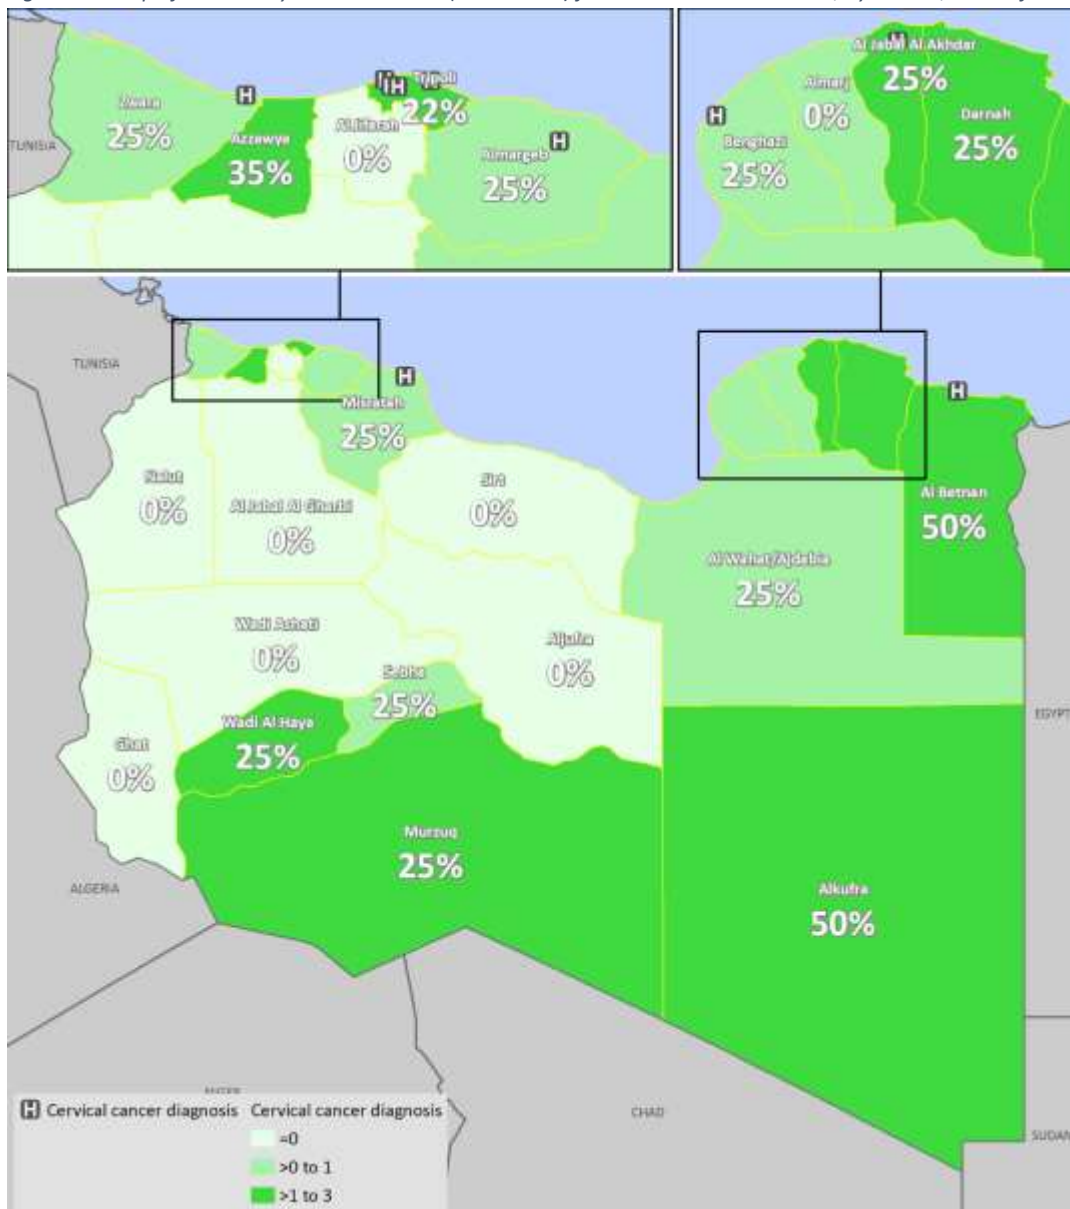 Zwara
25%
TUNISIA
Azzawya
35%
Al Jifarah
0%
Tripoli
22%
Almargeb
25%
H
H
H
H
Al Jabal Al Akhdar
25%
Almarj
0%
Darnah
25%
Benghazi
25%
H
TUNISIA
H
Misratah
25%
H
Nalut
0%
Al Jabal Al Gharbi
0%
Sirt
0%
Al Betnan
50%
Al Wahat/Ajdabia
25%
Wadi Ashati
0%
Aljufra
0%
Sebha
25%
Wadi Al Haya
25%
Ghat
0%
EGYPT
Murzuq
25%
Alkufra
50%
ALGERIA
CHAD
SUDAN
H Cervical cancer diagnosis
Cervical cancer diagnosis
=0
>0 to 1
>1 to 3